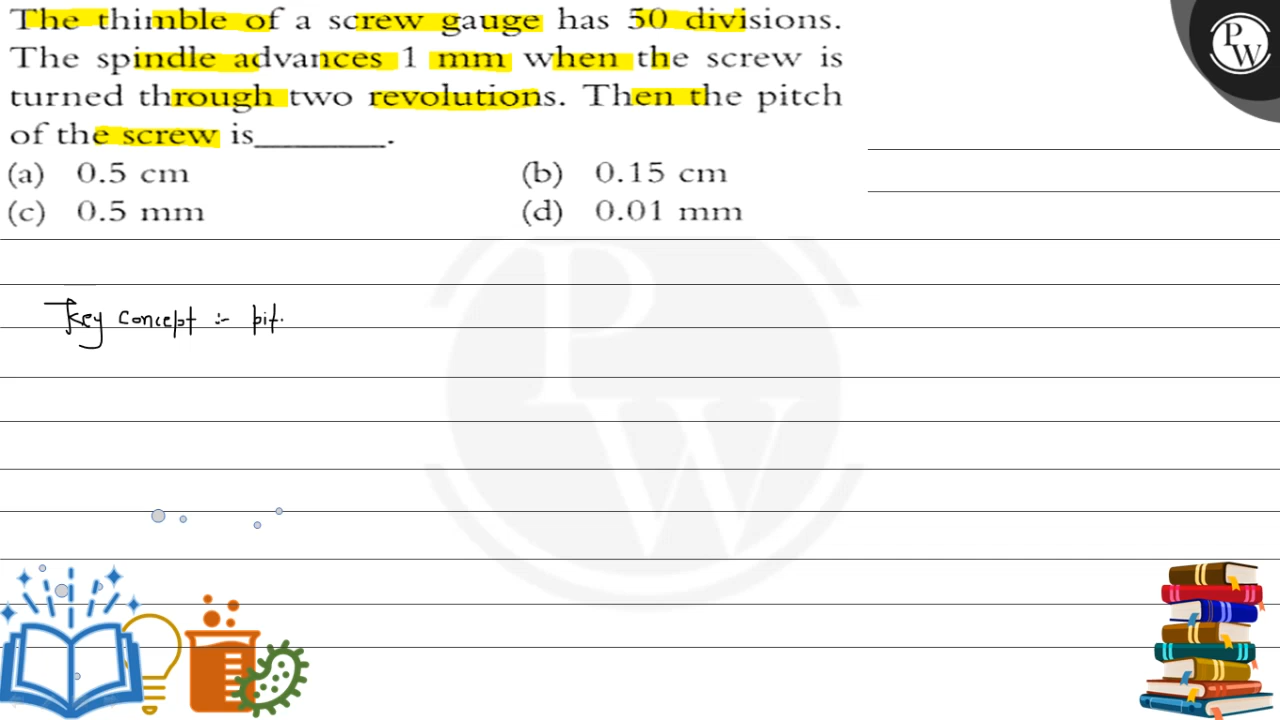 The thimble of a screw gauge has 50 divisions.
The spindle advances 1 mm when the screw is
turned through two revolutions. Then the pitch
of the screw is________.
(a) 0.5 cm
(b) 0.15 cm
(c) 0.5 mm
(d) 0.01 mm
Key concept :- pit.
PW
PW